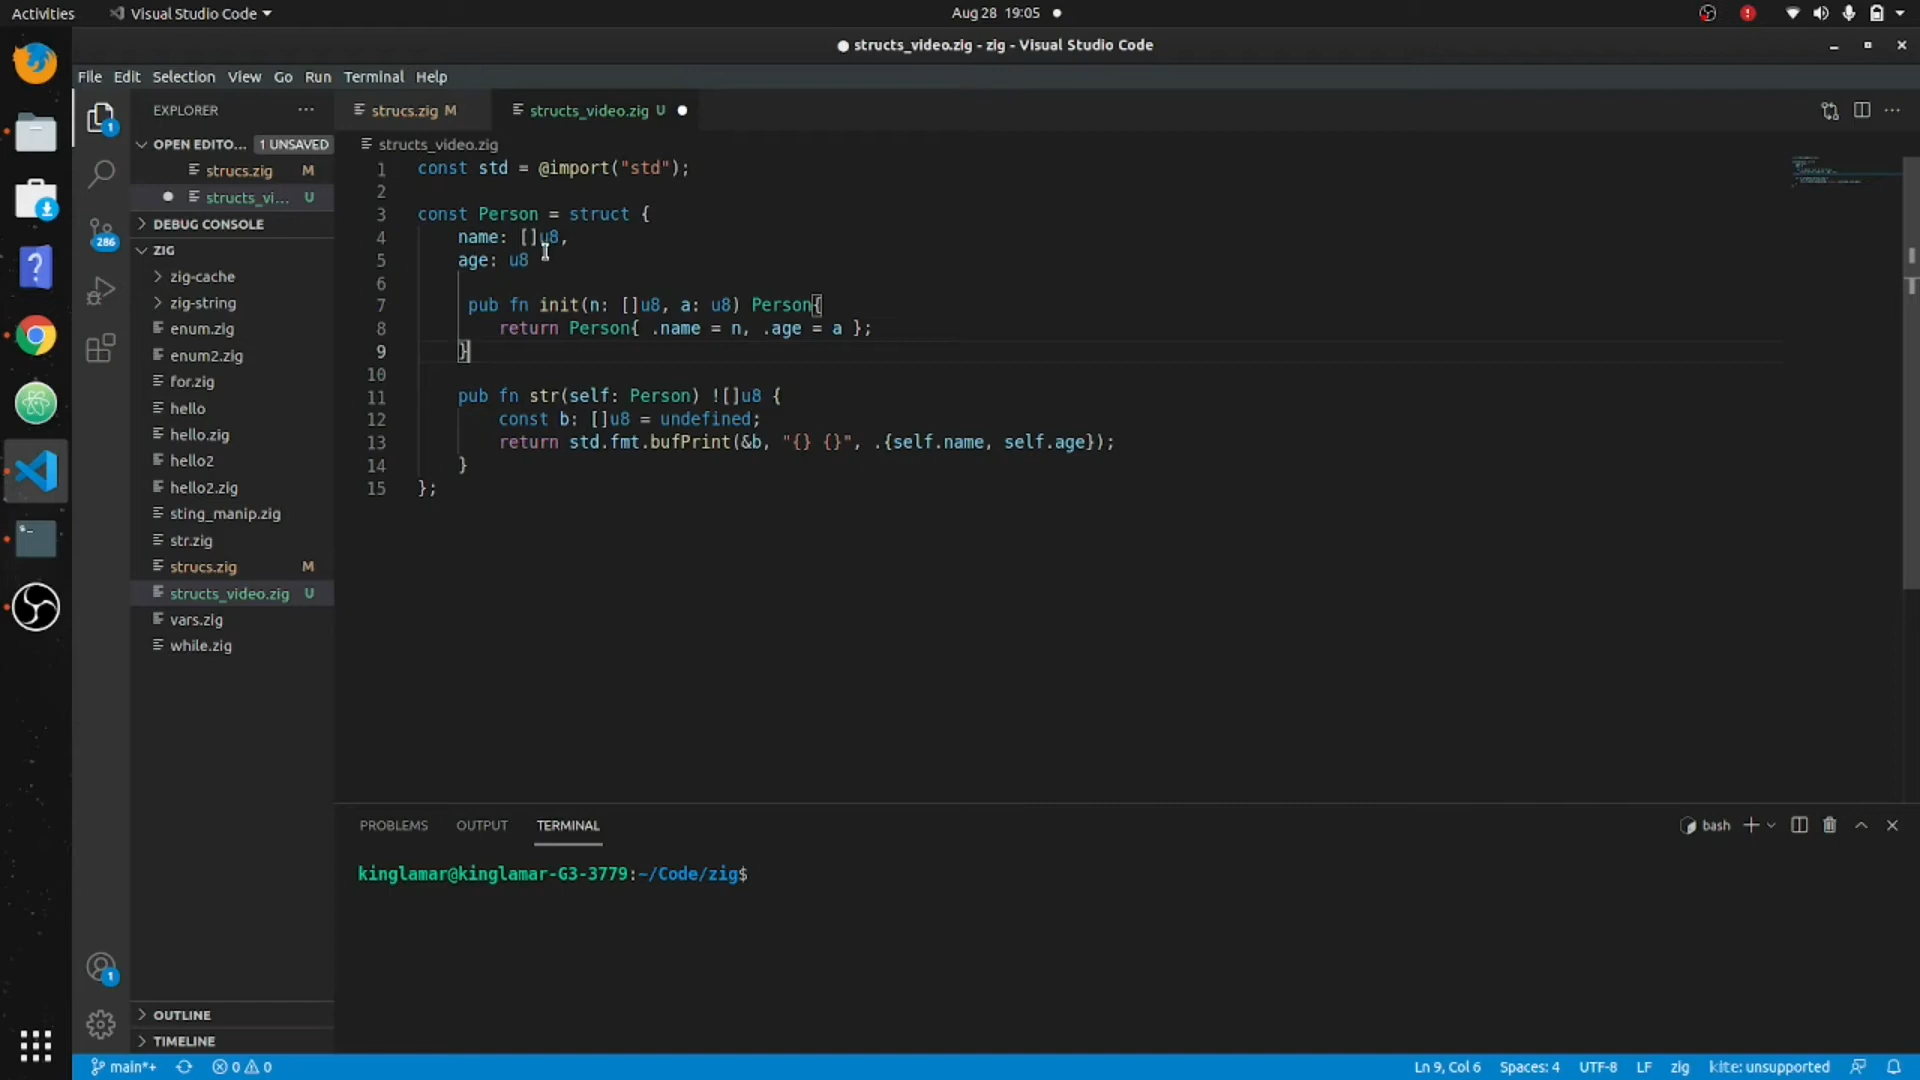 Activities
Visual Studio Code
Aug 28 19:05
structs_video.zig - zig - Visual Studio Code
File Edit Selection View Go Run Terminal Help
1
286
1
EXPLORER
OPEN EDITO... 1 UNSAVED
strucs.zig M
structs_vi... U
DEBUG CONSOLE
ZIG
zig-cache
zig-string
enum.zig
enum2.zig
for.zig
hello
hello.zig
hello2
hello2.zig
sting_manip.zig
str.zig
strucs.zig M
structs_video.zig U
vars.zig
while.zig
OUTLINE
TIMELINE
strucs.zig M
structs_video.zig U
structs_video.zig
1 const std = @import("std");
2
3 const Person = struct {
4 name: []u8,
5 age: u8
6
7 pub fn init(n: []u8, a: u8) Person{
8 return Person{ .name = n, .age = a };
9 }
10
11 pub fn str(self: Person) ![]u8 {
12 const b: []u8 = undefined;
13 return std.fmt.bufPrint(&b, "{} {}", .{self.name, self.age});
14 }
15 };
PROBLEMS OUTPUT TERMINAL
bash
kinglamar@kinglamar-G3-3779:~/Code/zig$
main*+ 0 0
Ln 9, Col 6 Spaces: 4 UTF-8 LF zig kite: unsupported